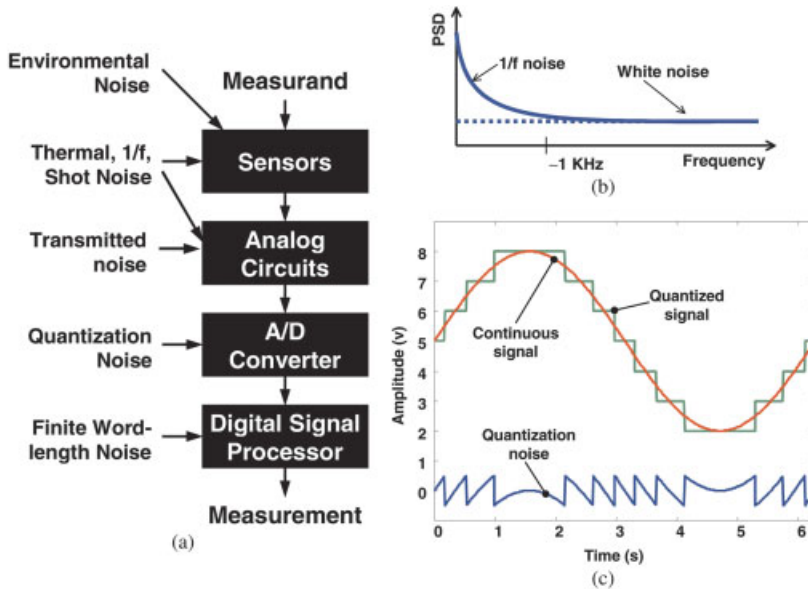 Environmental
Noise
Measurand
Thermal, 1/f,
Shot Noise
Sensors
Transmitted
noise
Analog
Circuits
Quantization
Noise
A/D
Converter
Finite Word-
length Noise
Digital Signal
Processor
Measurement
(a)
PSD
1/f noise
White noise
~1 KHz
Frequency
(b)
Amplitude (v)
8
7
6
5
4
3
2
1
0
Quantized
signal
Continuous
signal
Quantization
noise
0
1
2
3
4
5
6
Time (s)
(c)